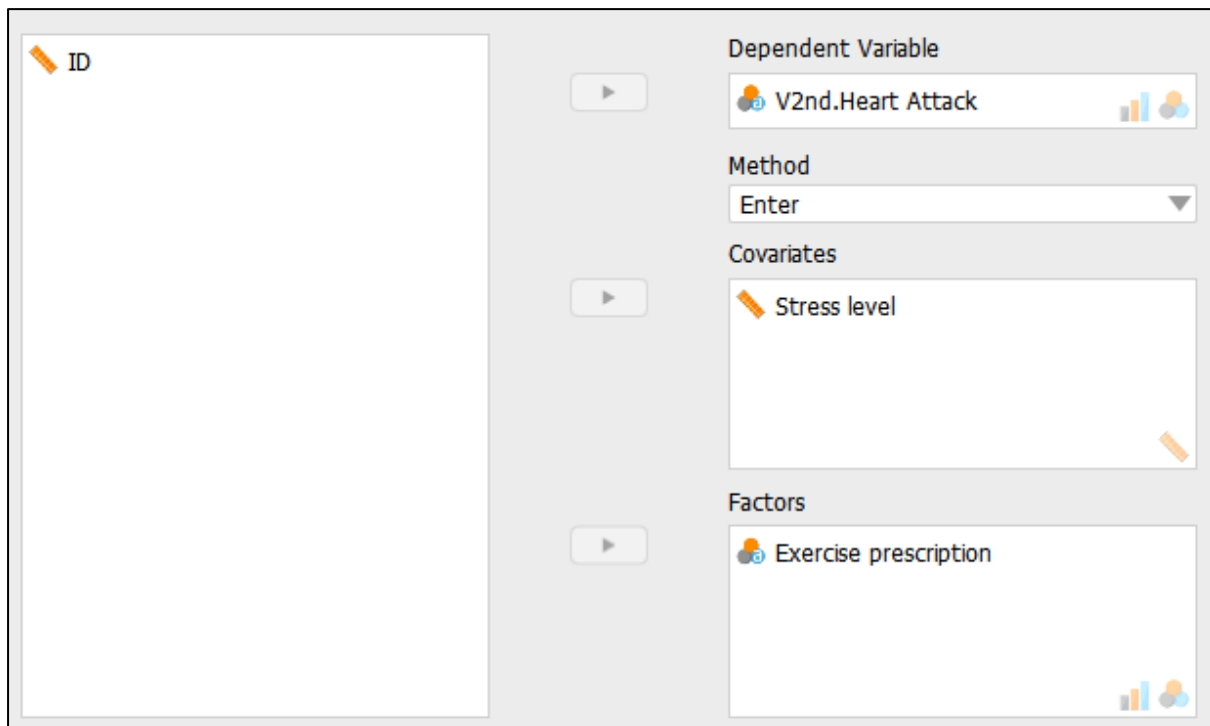 ID
Dependent Variable
V2nd.Heart Attack
Method
Enter
Covariates
Stress level
Factors
Exercise prescription